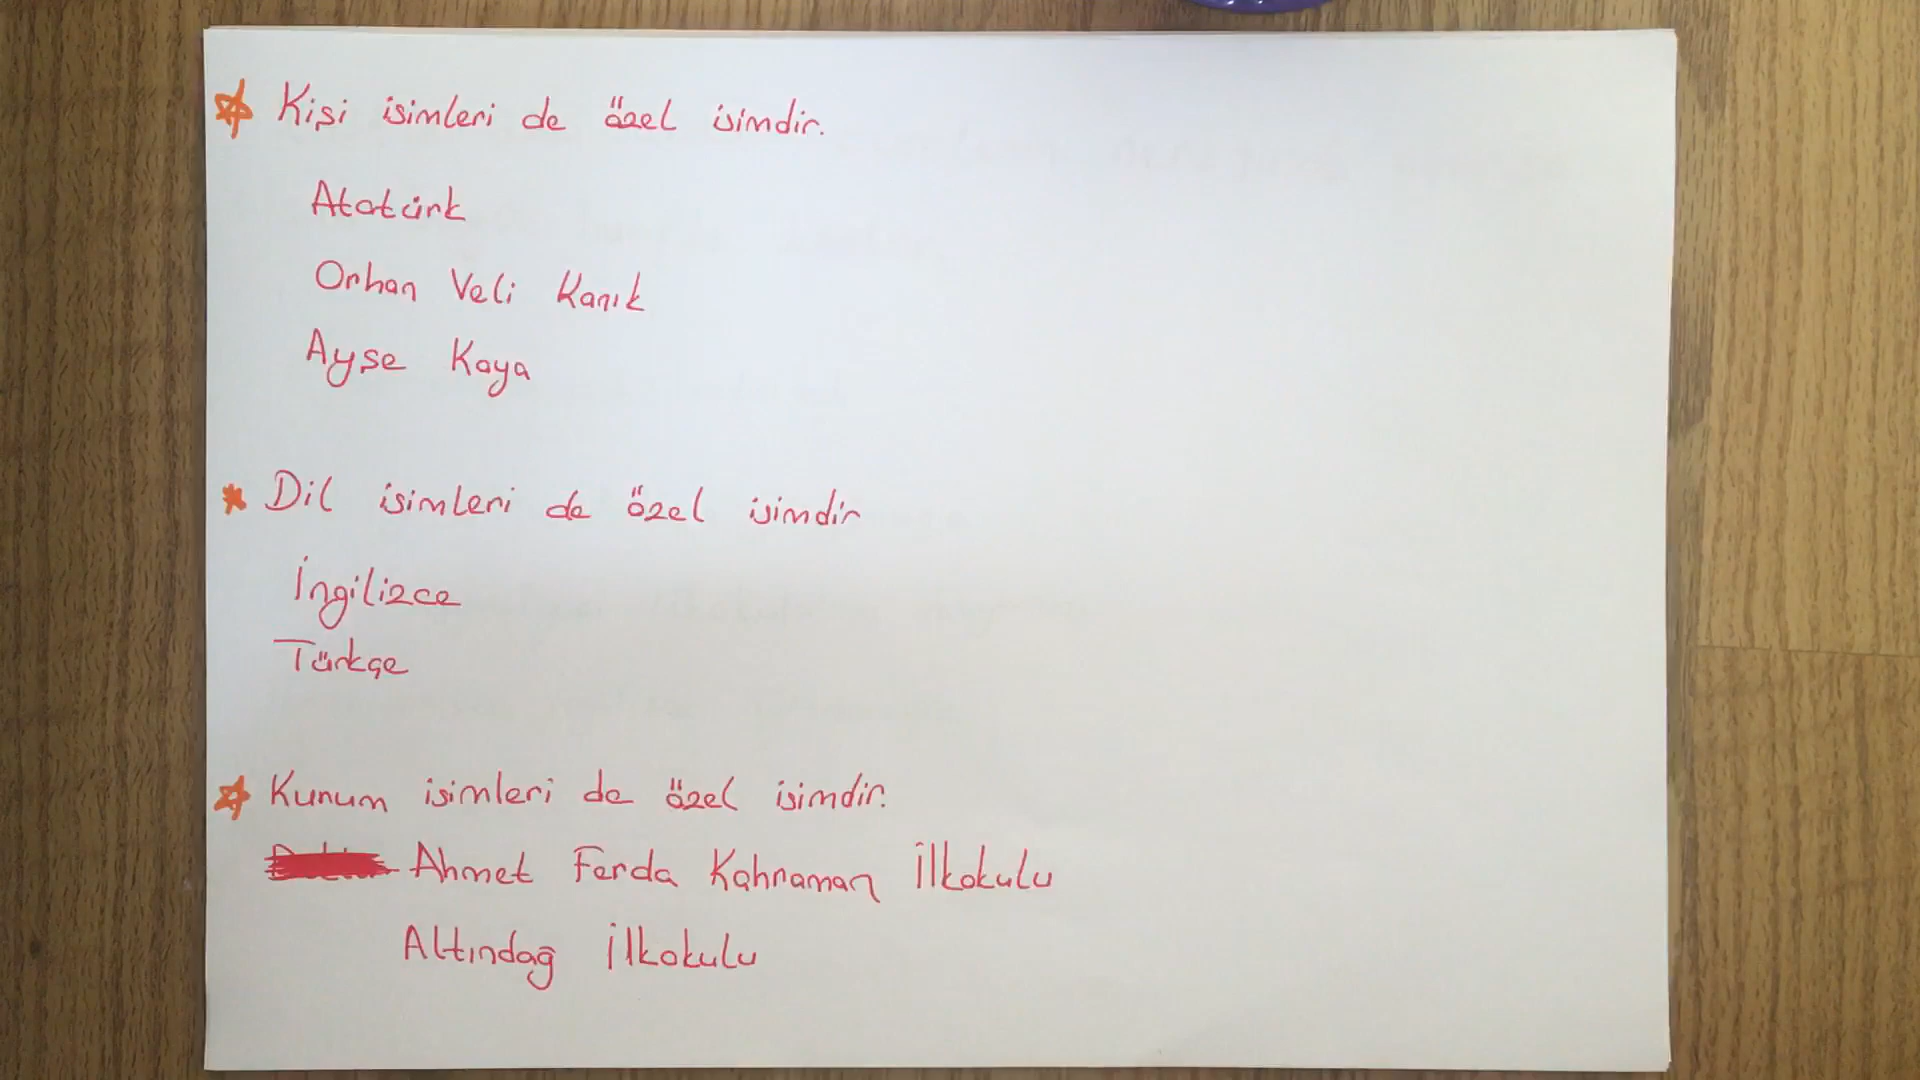 Kişi isimleri de özel isimdir.
Atatürk
Orhan Veli Kanık
Ayse Kaya
Dil isimleri de özel isimdir
İngilizce
Türkçe
Kurum isimleri de özel isimdir.
Ahmet Ferda Kahraman İlkokulu
Altındağ İlkokulu